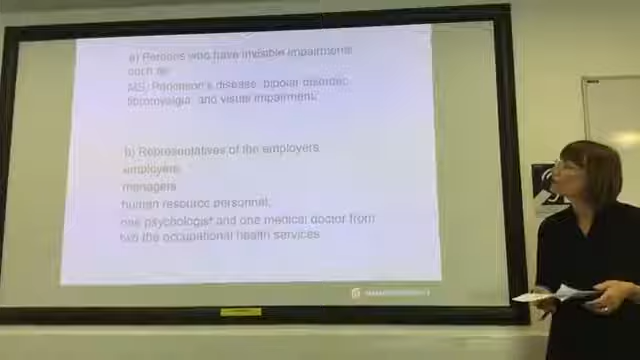 a) Persons who have invisible impairments
such as
MS, Parkinson's disease, bipolar disorder,
fibromyalgia, and visual impairment.
b) Representatives of the employers
employers
managers
human resource personnel,
one psychologist and one medical doctor from
two the occupational health services